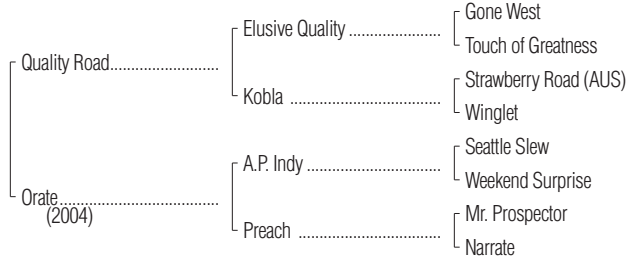 Gone West
Elusive Quality ....................
Touch of Greatness
Quality Road........................
Strawberry Road (AUS)
Kobla .................................
Winglet
Seattle Slew
A.P. Indy .............................
Weekend Surprise
Orate....................................
(2004)
Mr. Prospector
Preach ...............................
Narrate